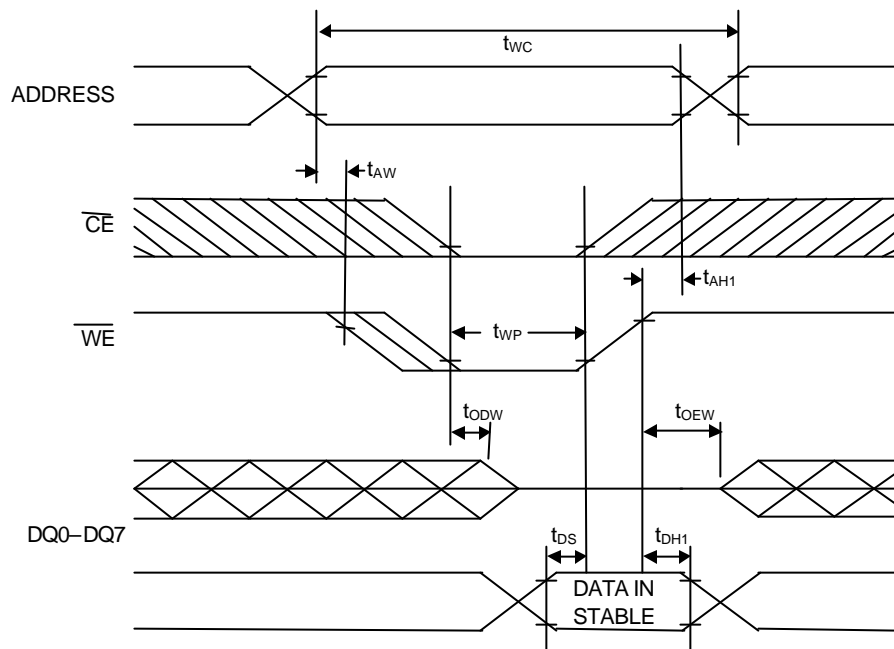 tWC
ADDRESS
tAW
CE
tAH1
WE
tWP
tODW
tOEW
DQ0–DQ7
tDS
tDH1
DATA IN
STABLE